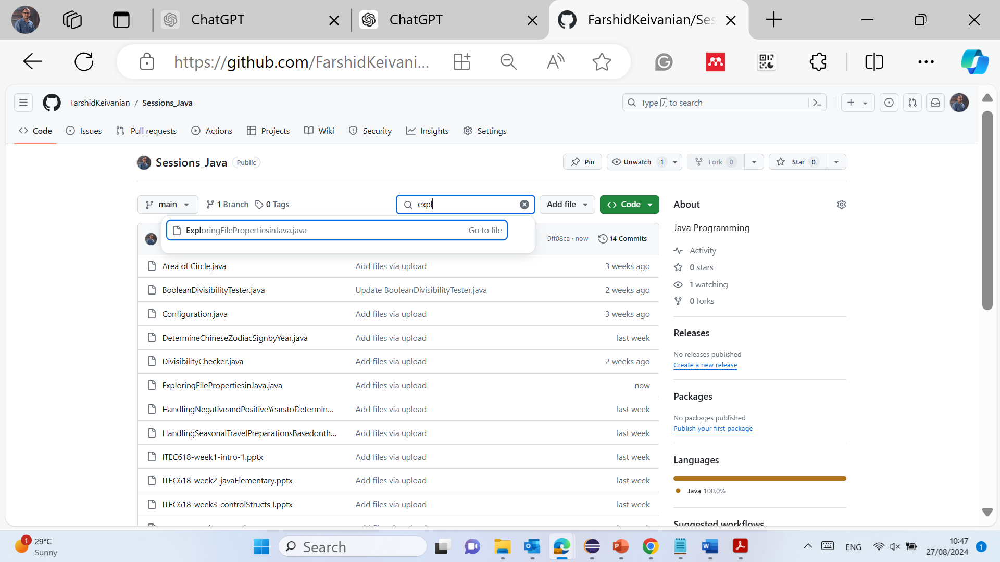 ChatGPT
ChatGPT
FarshidKeivanian/Ses
https://github.com/FarshidKeivani...
FarshidKeivanian / Sessions_Java
Type / to search
Code Issues Pull requests Actions Projects Wiki Security Insights Settings
Sessions_Java Public
Pin Unwatch 1 Fork 0 Star 0
main 1 Branch 0 Tags expl Add file Code
ExploringFilePropertiesinJava.java Go to file
9ff08ca · now 14 Commits
Area of Circle.java Add files via upload 3 weeks ago
BooleanDivisibilityTester.java Update BooleanDivisibilityTester.java 2 weeks ago
Configuration.java Add files via upload 3 weeks ago
DetermineChineseZodiacSignbyYear.java Add files via upload last week
DivisibilityChecker.java Add files via upload 2 weeks ago
ExploringFilePropertiesinJava.java Add files via upload now
HandlingNegativeandPositiveYearstoDetermin... Add files via upload last week
HandlingSeasonalTravelPreparationsBasedonth... Add files via upload last week
ITEC618-week1-intro-1.pptx Add files via upload last week
ITEC618-week2-javaElementary.pptx Add files via upload last week
ITEC618-week3-controlStructs I.pptx Add files via upload last week
About
Java Programming
Activity
0 stars
1 watching
0 forks
Releases
No releases published
Create a new release
Packages
No packages published
Publish your first package
Languages
Java 100.0%
Suggested workflows
1
29°C
Sunny
Search
ENG
10:47
27/08/2024
1